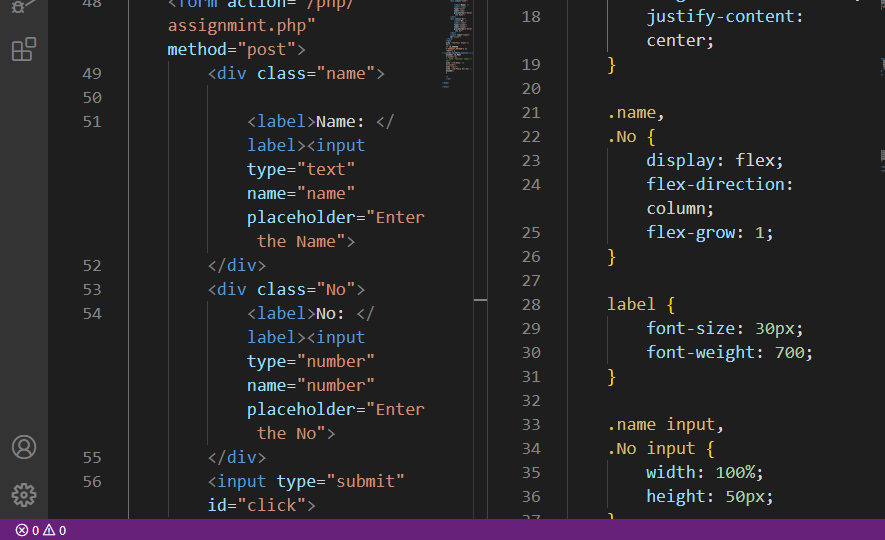 48 <form action="/php/
assignmint.php"
method="post">
49 <div class="name">
50
51 <label>Name: </
label><input
type="text"
name="name"
placeholder="Enter
the Name">
52 </div>
53 <div class="No">
54 <label>No: </
label><input
type="number"
name="number"
placeholder="Enter
the No">
55 </div>
56 <input type="submit"
id="click">
18 justify-content:
center;
19 }
20
21 .name,
22 .No {
23 display: flex;
24 flex-direction:
column;
25 flex-grow: 1;
26 }
27
28 label {
29 font-size: 30px;
30 font-weight: 700;
31 }
32
33 .name input,
34 .No input {
35 width: 100%;
36 height: 50px;
37 }
0 0